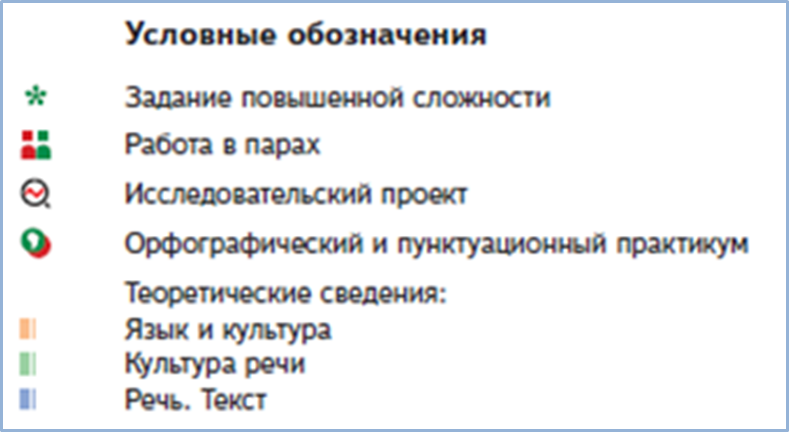 Условные обозначения
Задание повышенной сложности
Работа в парах
Исследовательский проект
Орфографический и пунктуационный практикум
Теоретические сведения:
Язык и культура
Культура речи
Речь. Текст